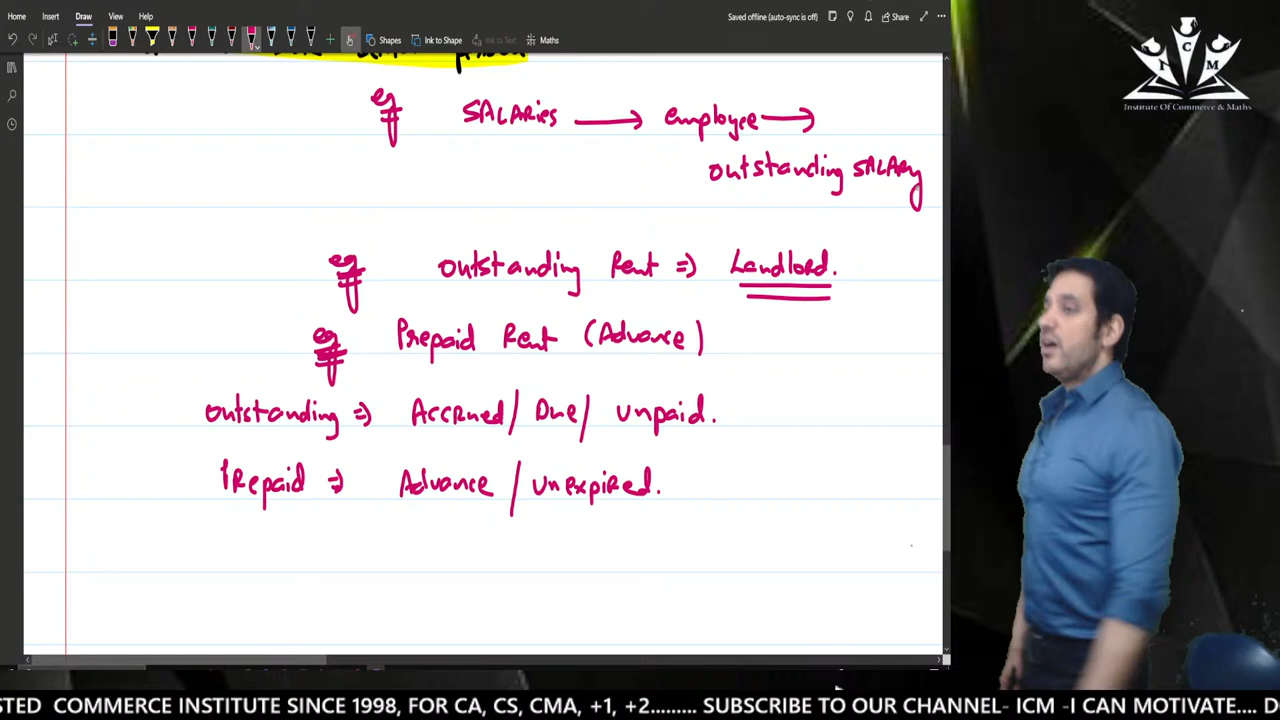 Home Insert Draw View Help Saved offline (auto-sync is off) Share
Shapes Ink to Shape Ink to Text Maths
I C M
Institute Of Commerce & Maths
eg SALARies → employee →
outstanding SALARY
eg outstanding Rent ⇒ Landlord.
eg Prepaid Rent (Advance)
outstanding ⇒ Accrued/ Due/ unpaid.
PRepaid ⇒ Advance / unexpired.
STED COMMERCE INSTITUTE SINCE 1998, FOR CA, CS, CMA, +1, +2......... SUBSCRIBE TO OUR CHANNEL- ICM -I CAN MOTIVATE.... D